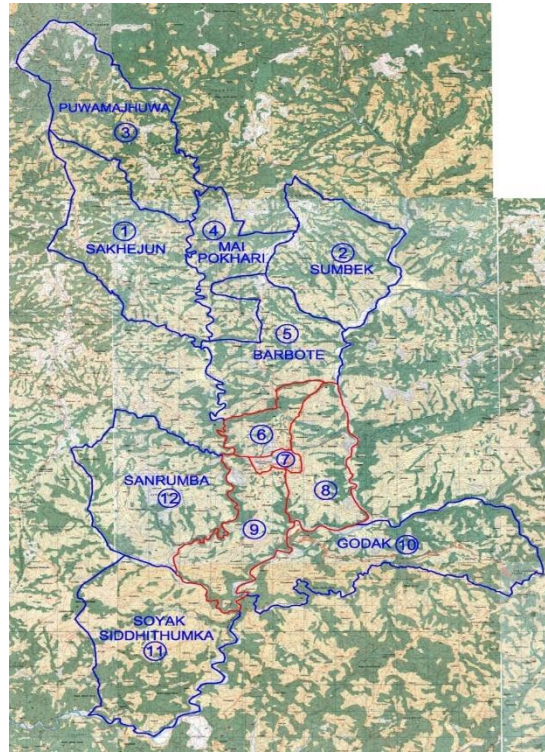 PUWAMAJHUWA
3
1
SAKHEJUN
4
MAI
POKHARI
2
SUMBEK
5
BARBOTE
6
7
SANRUMBA
12
8
9
GODAK 10
SOYAK
SIDDHITHUMKA
11